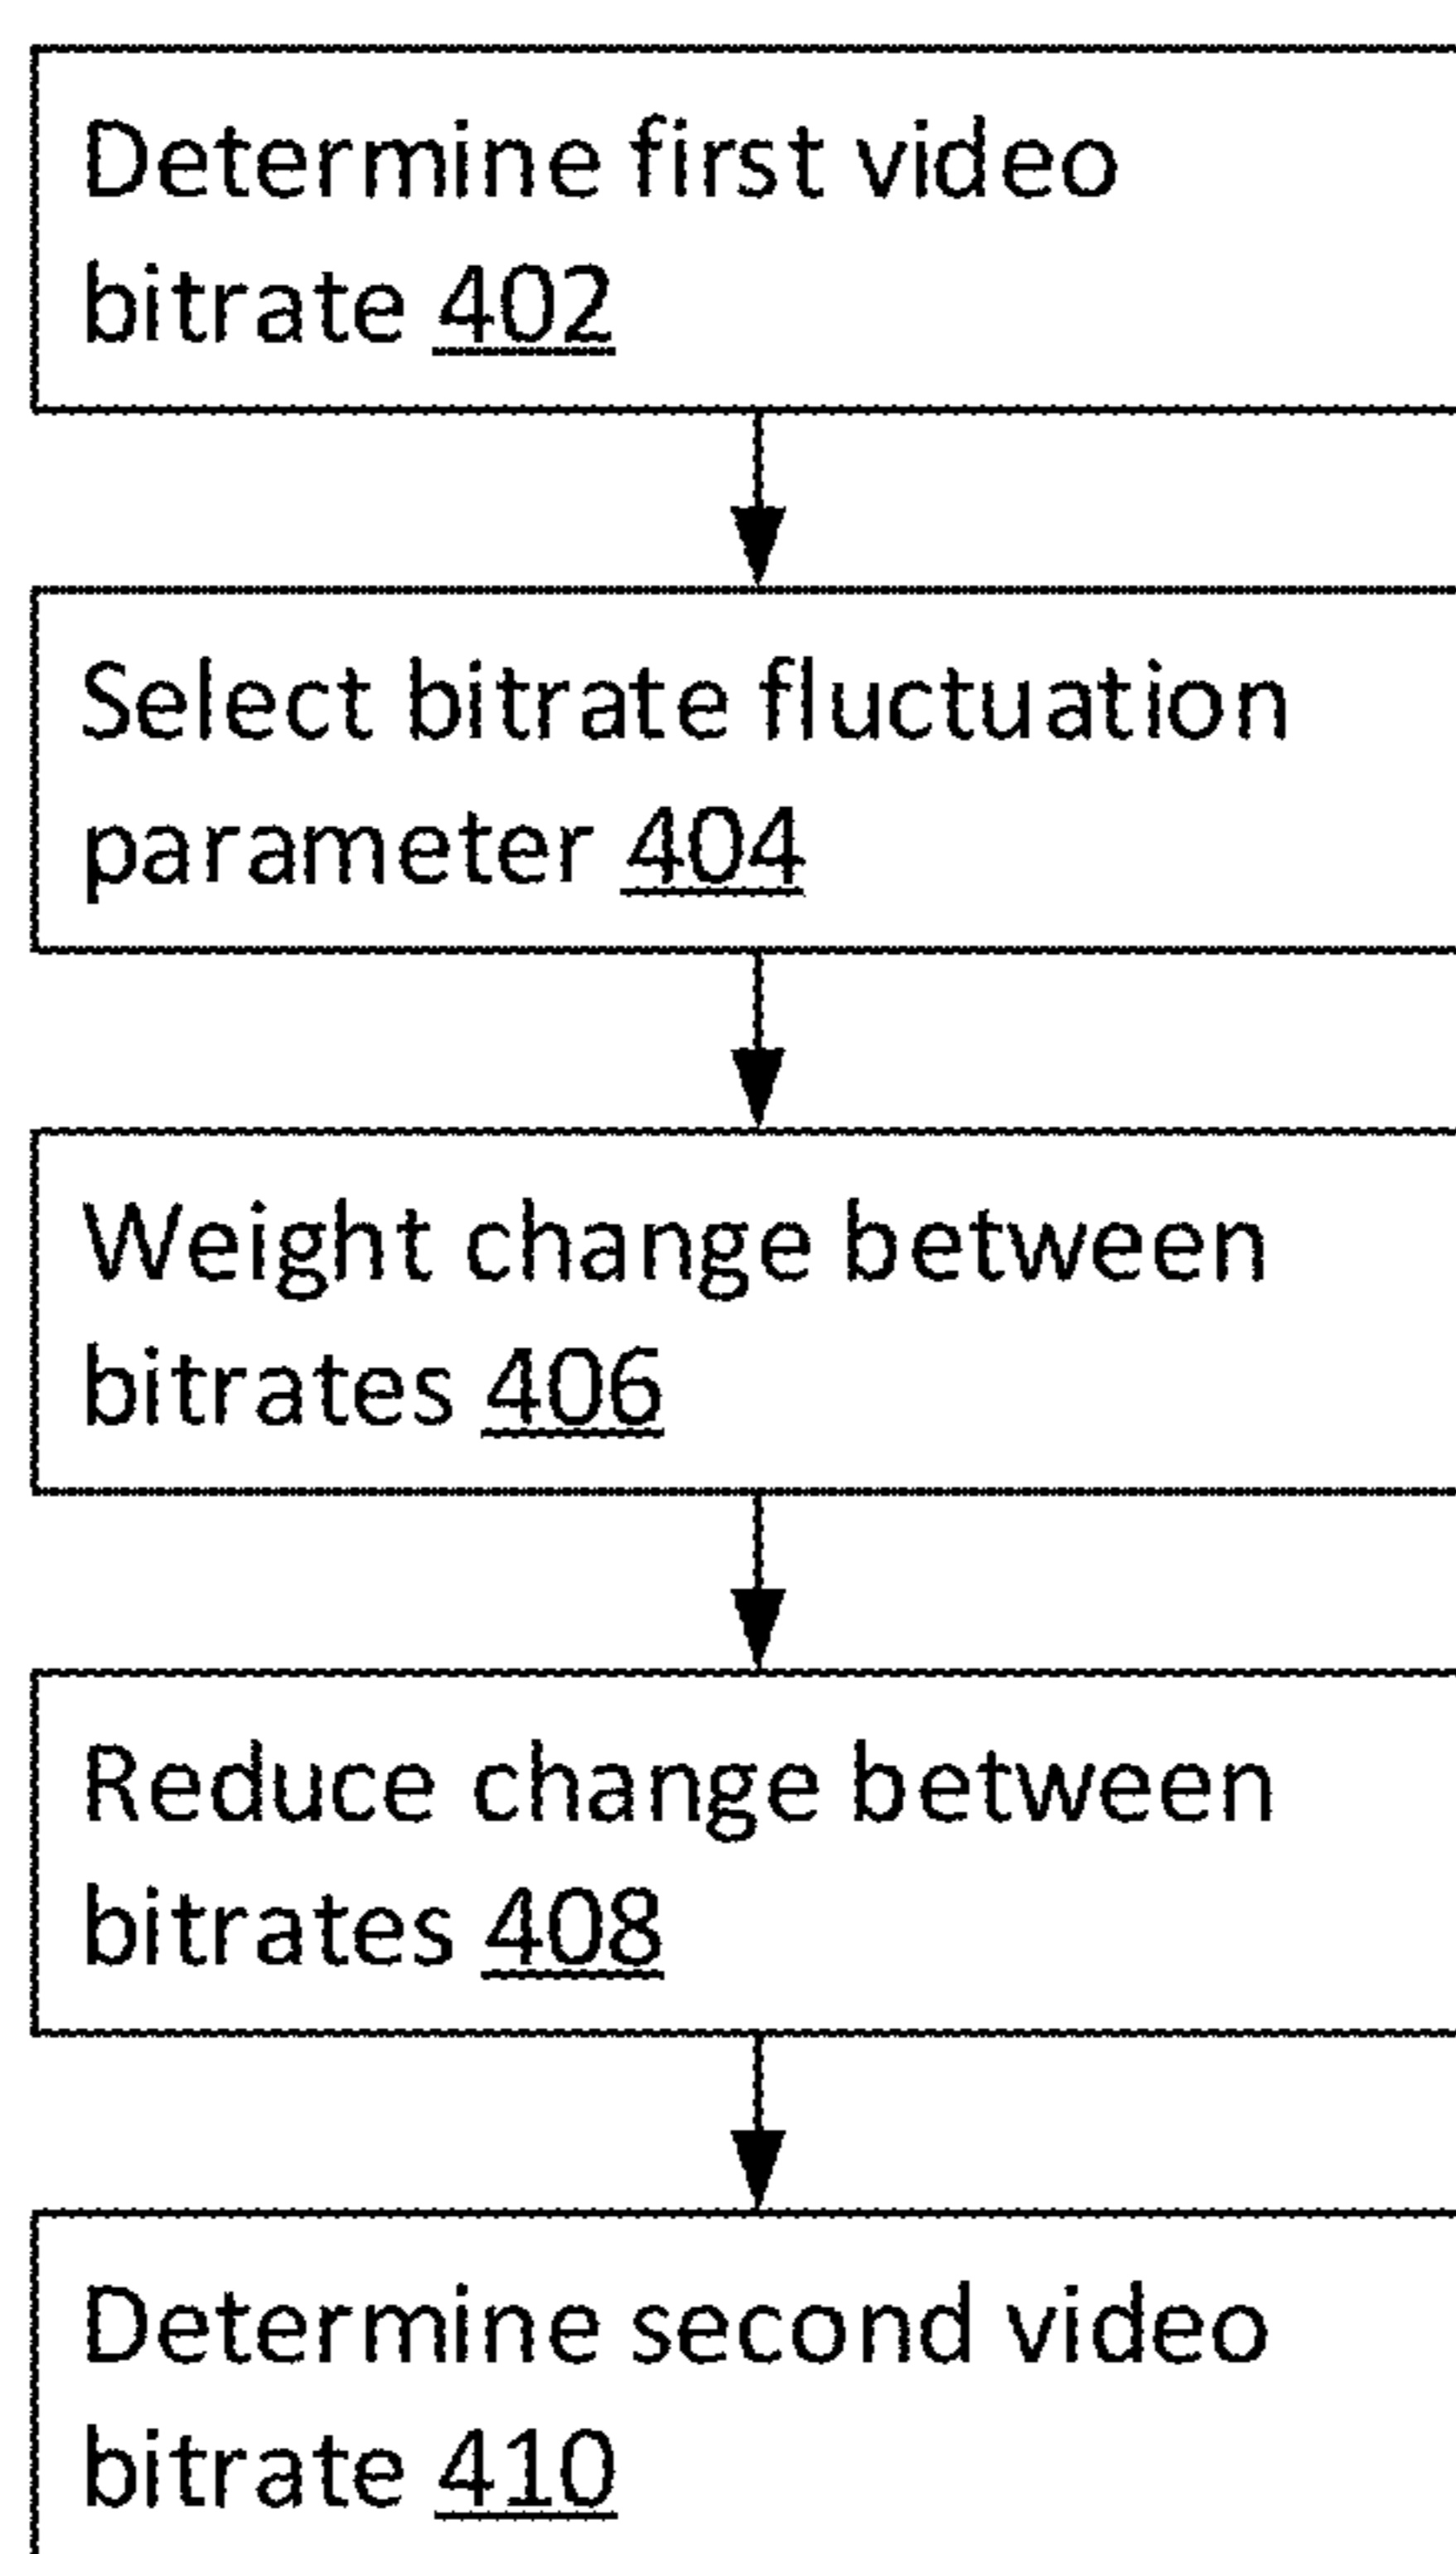 Determine first video
bitrate 402
Select bitrate fluctuation
parameter 404
Weight change between
bitrates 406
Reduce change between
bitrates 408
Determine second video
bitrate 410